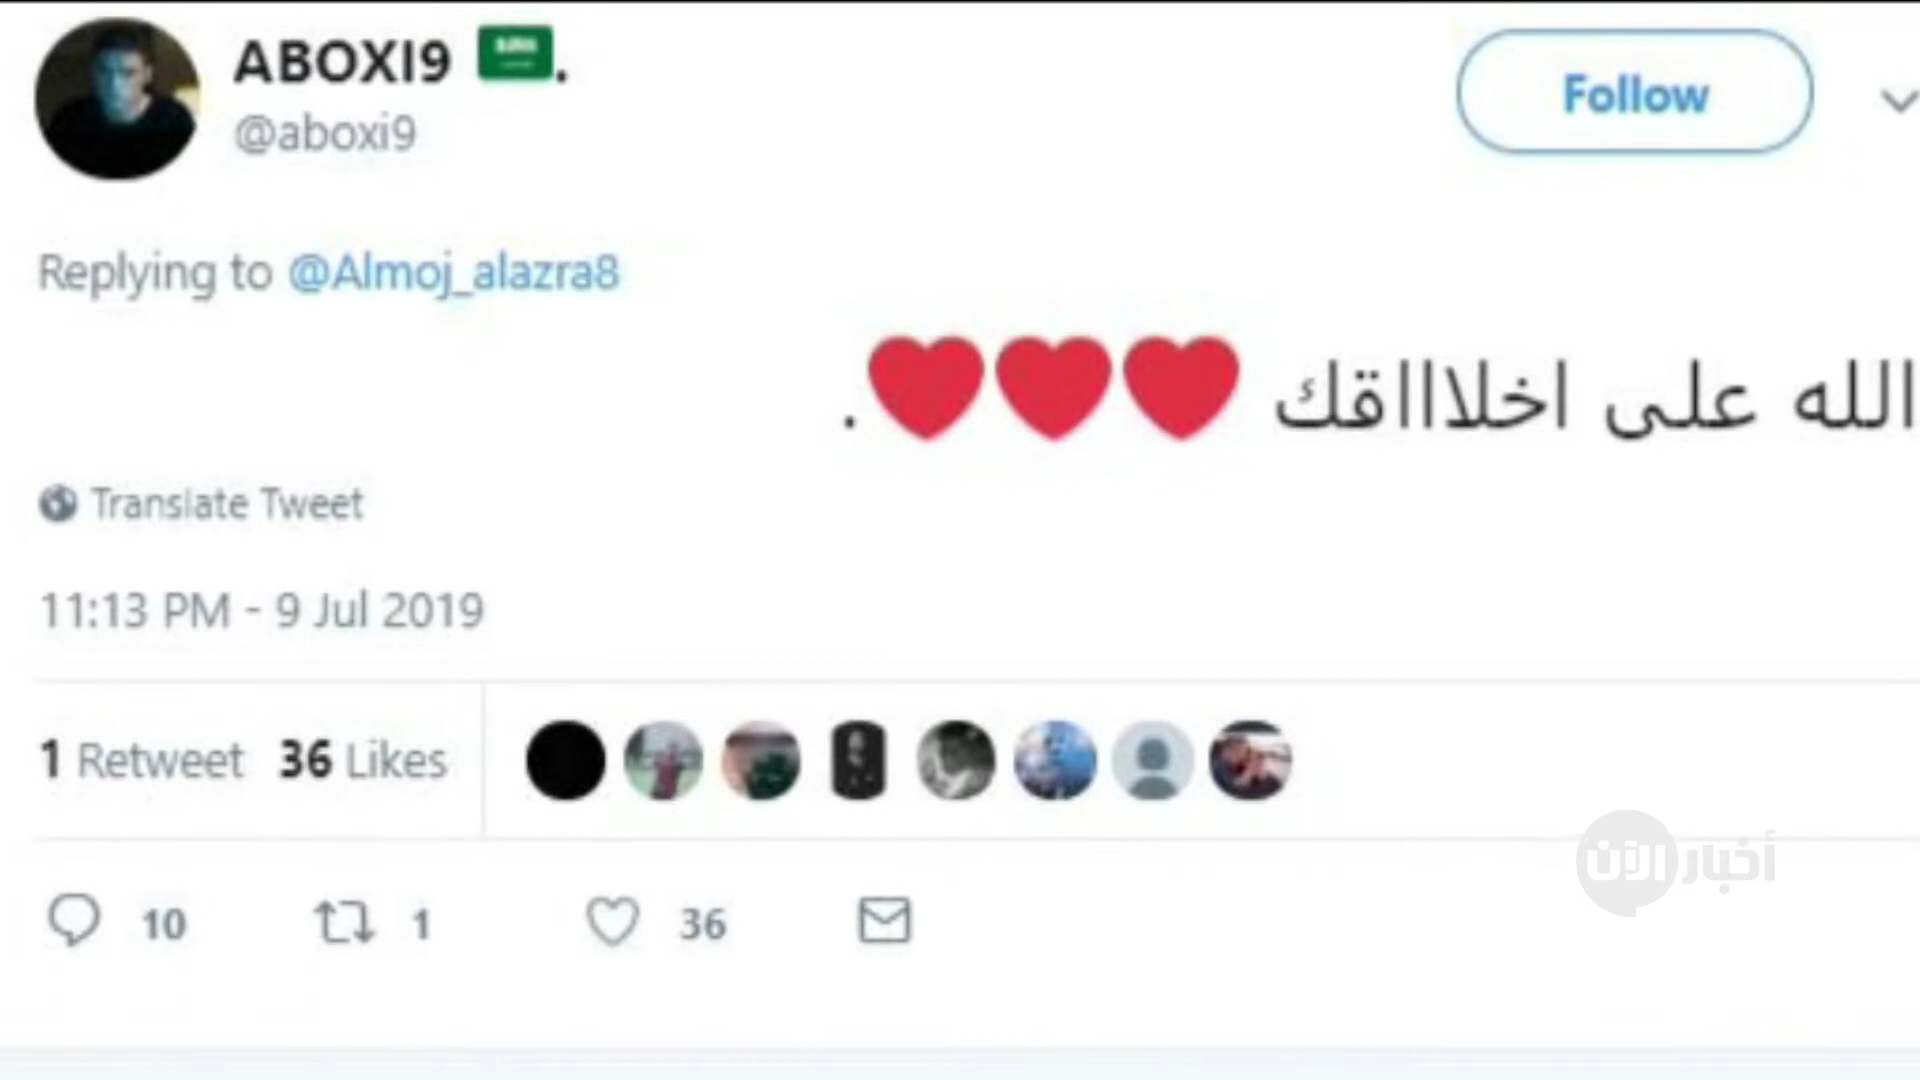 ABOXI9 🇸🇦.
@aboxi9
Follow
Replying to @Almoj_alazra8
الله على اخلاااقك ❤❤❤.
Translate Tweet
11:13 PM - 9 Jul 2019
1 Retweet 36 Likes
أخبار الآن
10 1 36